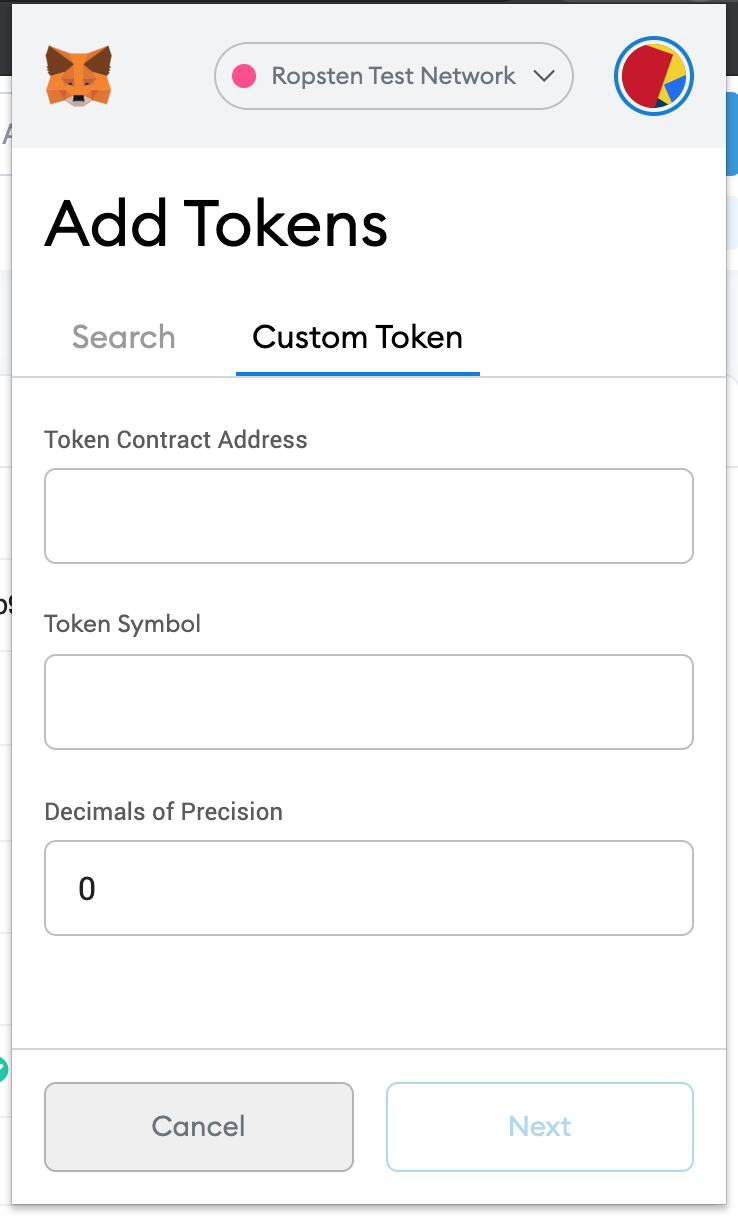 Ropsten Test Network
Add Tokens
Search
Custom Token
Token Contract Address
Token Symbol
Decimals of Precision
0
Cancel
Next